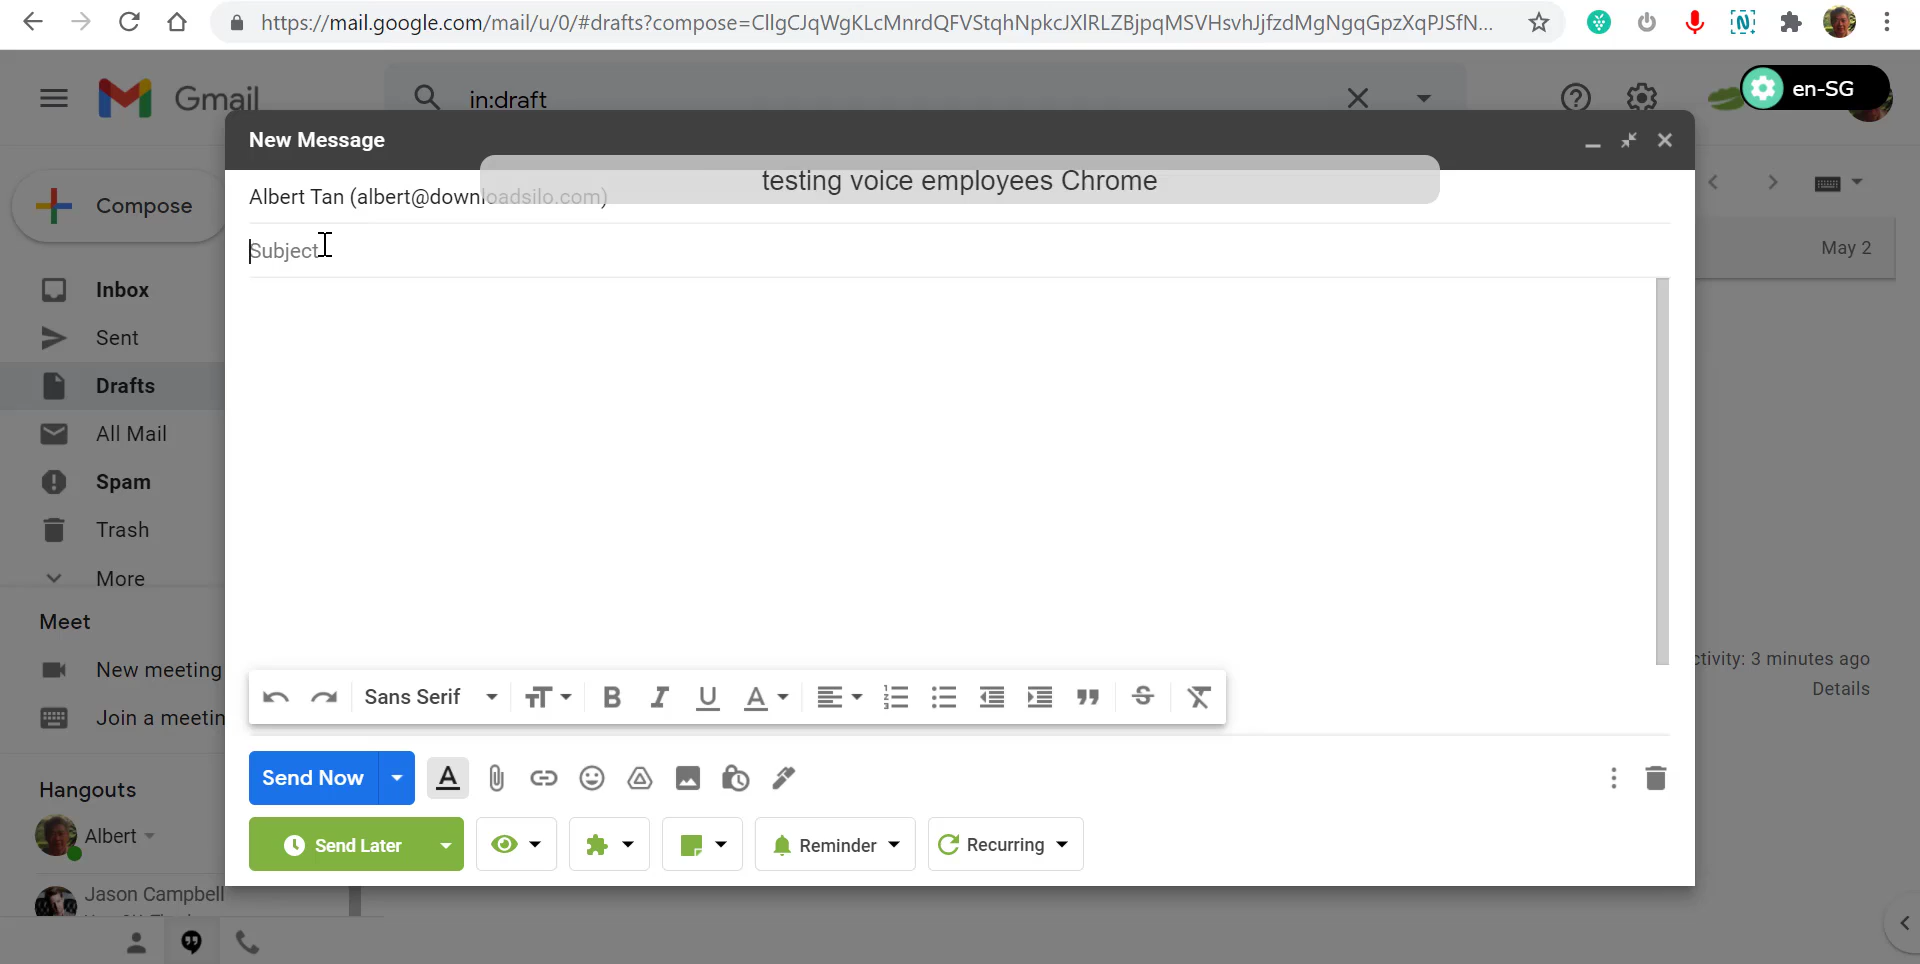 https://mail.google.com/mail/u/0/#drafts?compose=CllgCJqWgKLcMnrdQFVStqhNpkcJXlRLZBjpqMSVHsvhJjfzdMgNgqGpzXqPJSfN...
Gmail
in:draft
en-SG
New Message
testing voice employees Chrome
Albert Tan (albert@downloadsilo.com)
Compose
Subject
May 2
Inbox
Sent
Drafts
All Mail
Spam
Trash
More
Meet
New meeting
Join a meetin
ctivity: 3 minutes ago
Details
Sans Serif
Send Now
Hangouts
Albert
Send Later
Reminder
Recurring
Jason Campbell